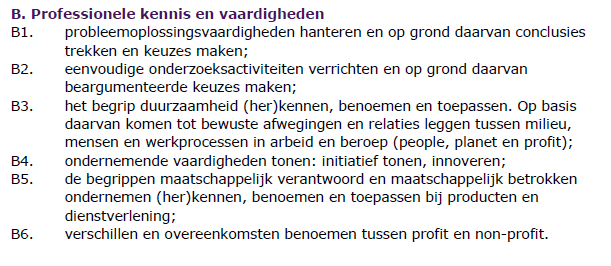 B. Professionele kennis en vaardigheden
B1. probleemoplossingsvaardigheden hanteren en op grond daarvan conclusies
trekken en keuzes maken;
B2. eenvoudige onderzoeksactiviteiten verrichten en op grond daarvan
beargumenteerde keuzes maken;
B3. het begrip duurzaamheid (her)kennen, benoemen en toepassen. Op basis
daarvan komen tot bewuste afwegingen en relaties leggen tussen milieu,
mensen en werkprocessen in arbeid en beroep (people, planet en profit);
B4. ondernemende vaardigheden tonen: initiatief tonen, innoveren;
B5. de begrippen maatschappelijk verantwoord en maatschappelijk betrokken
ondernemen (her)kennen, benoemen en toepassen bij producten en
dienstverlening;
B6. verschillen en overeenkomsten benoemen tussen profit en non-profit.